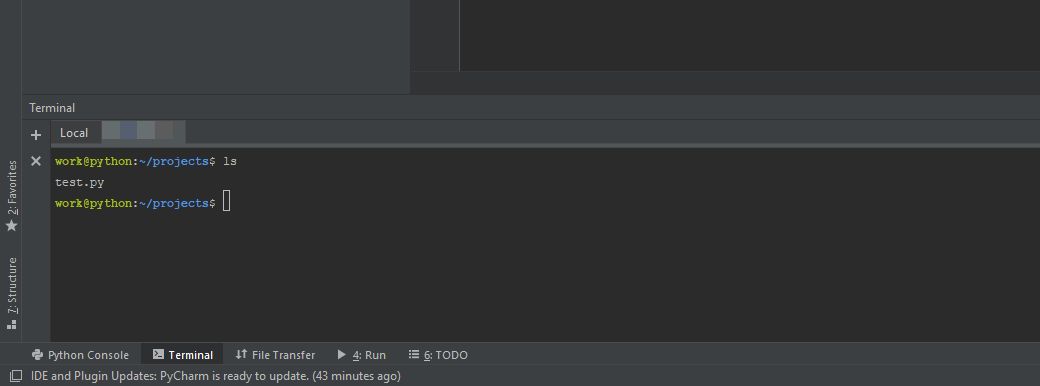 Terminal
Local
work@python:~/projects$ ls
test.py
work@python:~/projects$
2: Favorites
7: Structure
Python Console Terminal File Transfer 4: Run 6: TODO
IDE and Plugin Updates: PyCharm is ready to update. (43 minutes ago)